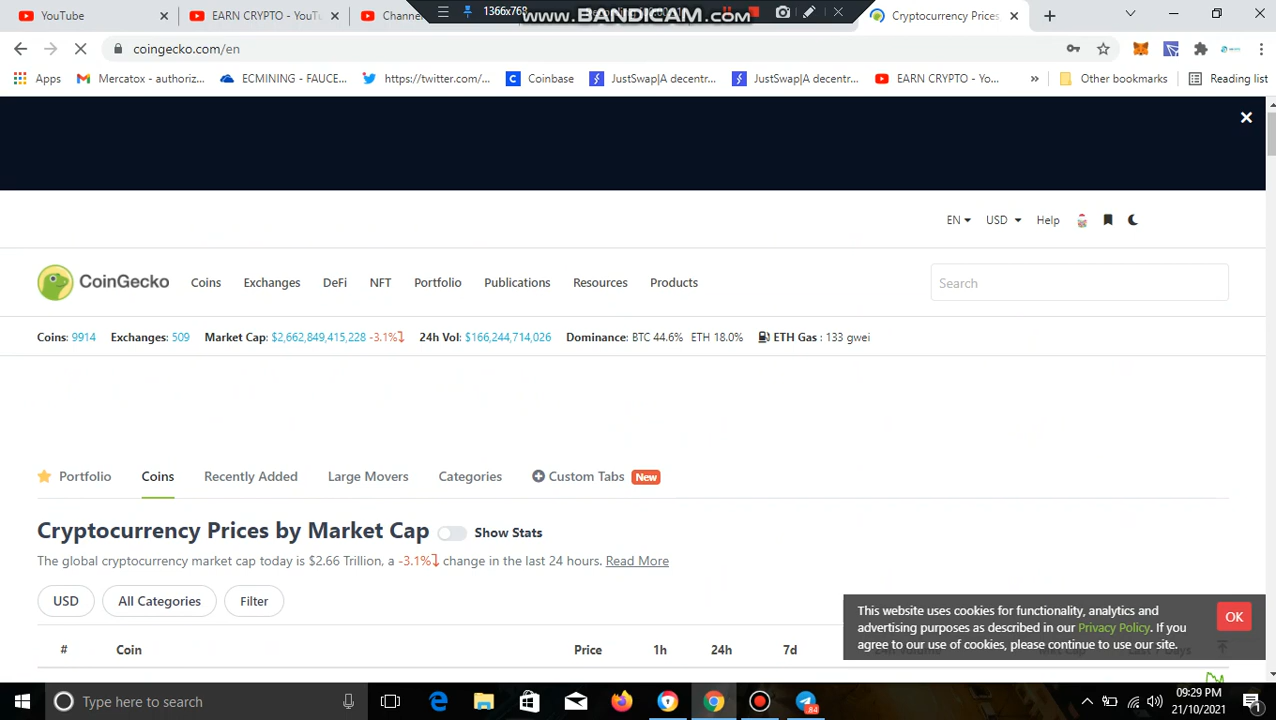 YouTube
EARN CRYPTO - YouTu
Channe
1366x768
www.BANDICAM.com
Cryptocurrency Prices
coingecko.com/en
Apps
Mercatox - authoriz...
ECMINING - FAUCE...
https://twitter.com/...
Coinbase
JustSwap|A decentr...
JustSwap|A decentr...
EARN CRYPTO - Yo...
»
Other bookmarks
Reading list
EN
USD
Help
CoinGecko
Coins
Exchanges
DeFi
NFT
Portfolio
Publications
Resources
Products
Search
Coins: 9914 Exchanges: 509 Market Cap: $2,662,849,415,228 -3.1% 24h Vol: $166,244,714,026 Dominance: BTC 44.6% ETH 18.0% ETH Gas : 133 gwei
Portfolio
Coins
Recently Added
Large Movers
Categories
Custom Tabs
New
Cryptocurrency Prices by Market Cap
Show Stats
The global cryptocurrency market cap today is $2.66 Trillion, a -3.1% change in the last 24 hours. Read More
USD
All Categories
Filter
This website uses cookies for functionality, analytics and
advertising purposes as described in our Privacy Policy. If you
agree to our use of cookies, please continue to use our site.
OK
# Coin Price 1h 24h 7d
Type here to search
84
09:29 PM
21/10/2021
1